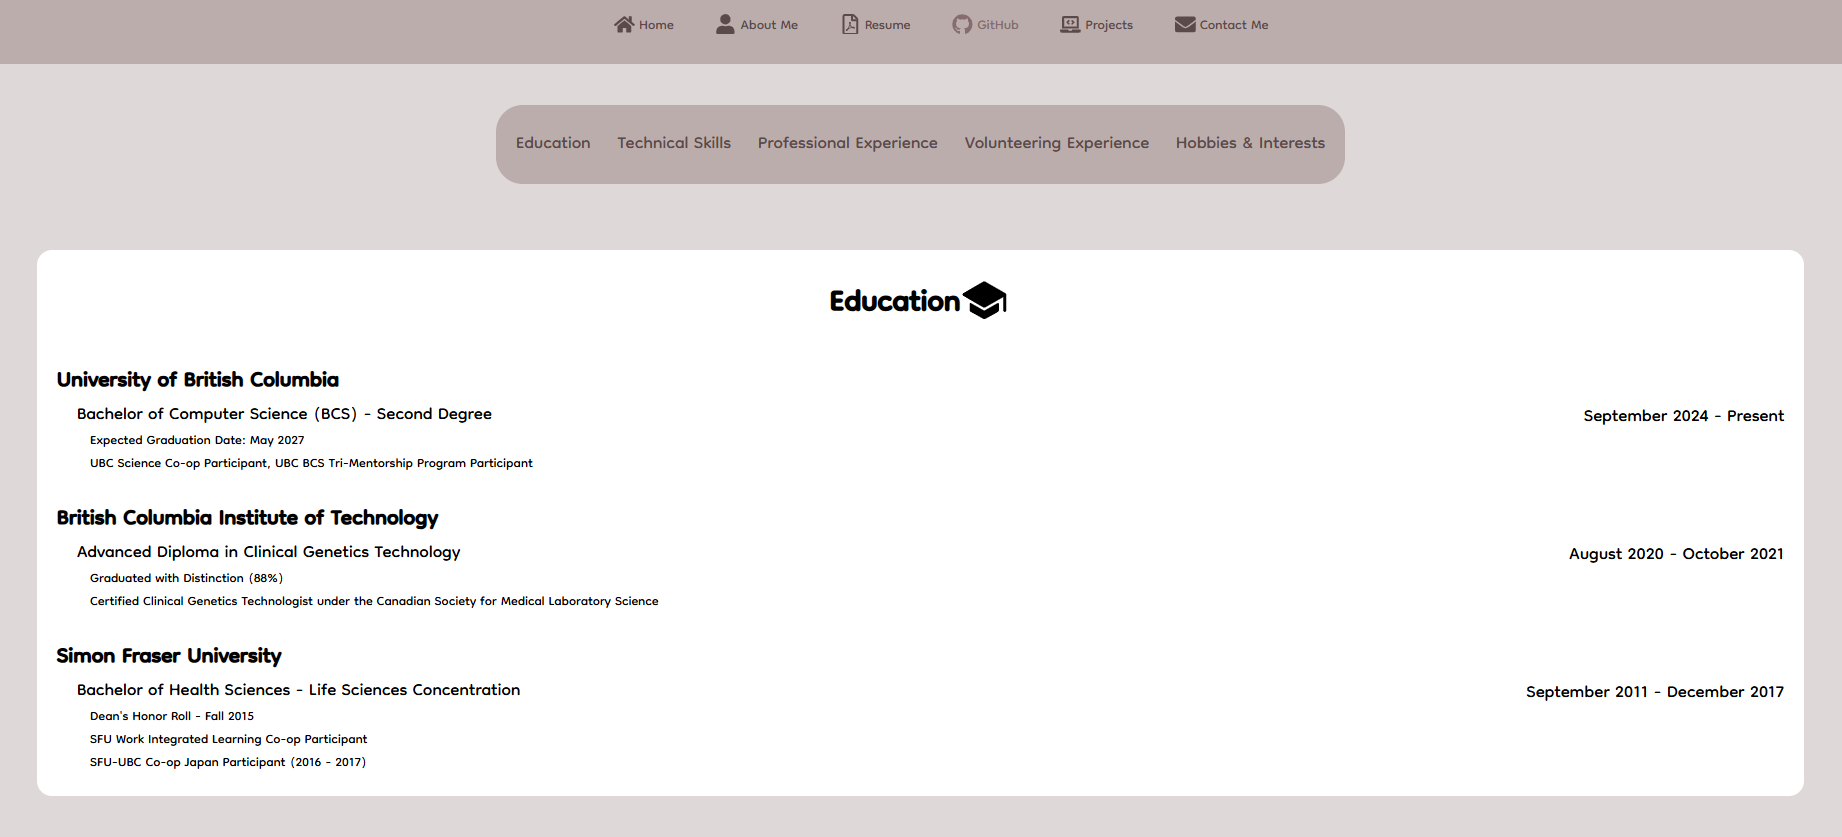 Home About Me Resume GitHub Projects Contact Me
Education Technical Skills Professional Experience Volunteering Experience Hobbies & Interests
Education
University of British Columbia
Bachelor of Computer Science (BCS) - Second Degree September 2024 - Present
Expected Graduation Date: May 2027
UBC Science Co-op Participant, UBC BCS Tri-Mentorship Program Participant
British Columbia Institute of Technology
Advanced Diploma in Clinical Genetics Technology August 2020 - October 2021
Graduated with Distinction (88%)
Certified Clinical Genetics Technologist under the Canadian Society for Medical Laboratory Science
Simon Fraser University
Bachelor of Health Sciences - Life Sciences Concentration September 2011 - December 2017
Dean's Honor Roll - Fall 2015
SFU Work Integrated Learning Co-op Participant
SFU-UBC Co-op Japan Participant (2016 - 2017)